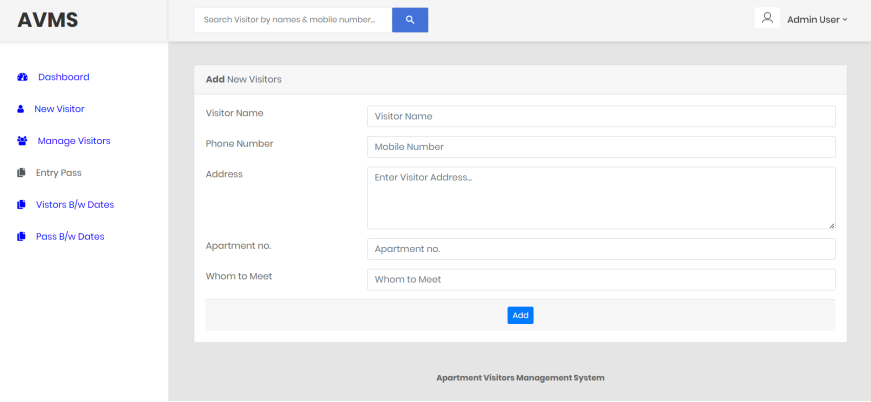 AVMS
Search Visitor by names & mobile number...
Admin User
Dashboard
New Visitor
Manage Visitors
Entry Pass
Vistors B/w Dates
Pass B/w Dates
Add New Visitors
Visitor Name
Visitor Name
Phone Number
Mobile Number
Address
Enter Visitor Address...
Apartment no.
Apartment no.
Whom to Meet
Whom to Meet
Add
Apartment Visitors Management System